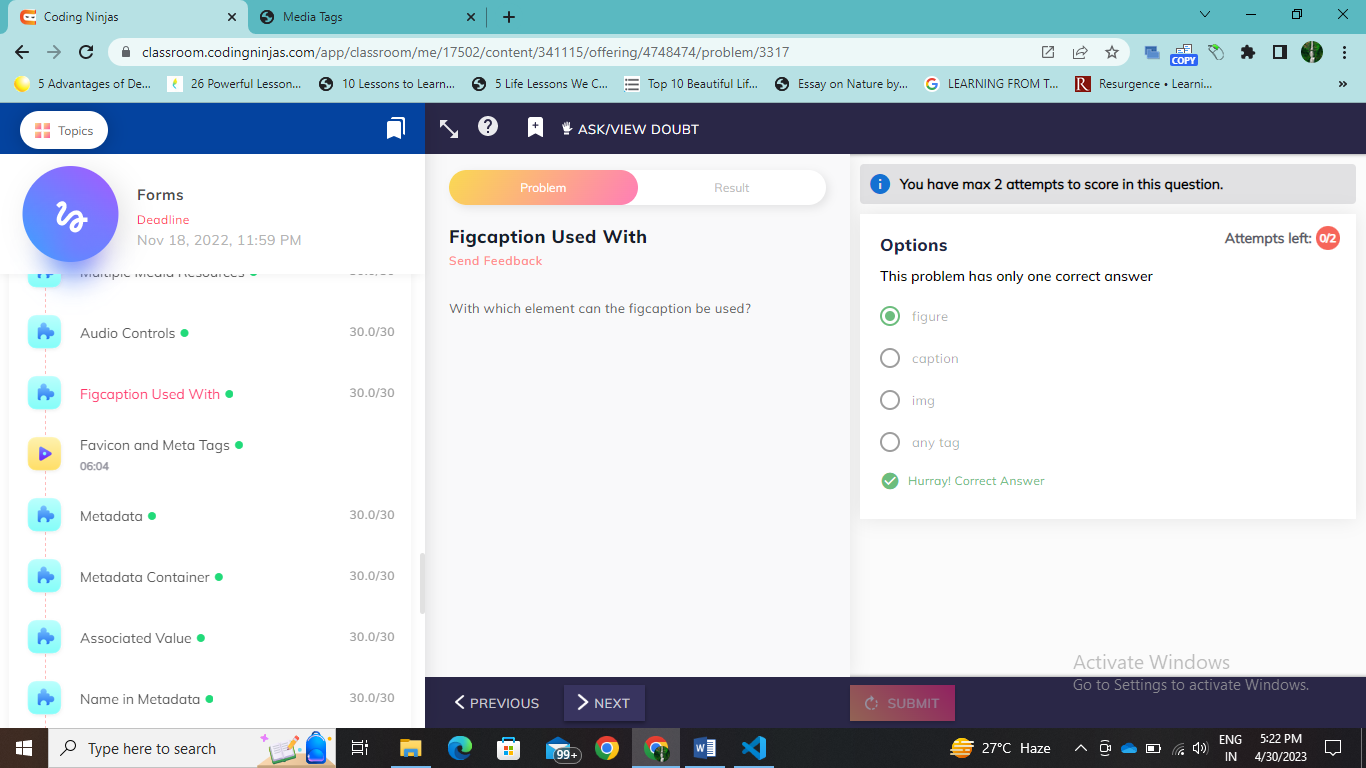 Coding Ninjas
Media Tags
classroom.codingninjas.com/app/classroom/me/17502/content/341115/offering/4748474/problem/3317
COPY
5 Advantages of De...
26 Powerful Lesson...
10 Lessons to Learn...
5 Life Lessons We C...
Top 10 Beautiful Lif...
Essay on Nature by...
LEARNING FROM T...
Resurgence • Learni...
»
Topics
ASK/VIEW DOUBT
Forms
Deadline
Nov 18, 2022, 11:59 PM
Multiple Media Resources
Audio Controls
30.0/30
Figcaption Used With
30.0/30
Favicon and Meta Tags
06:04
Metadata
30.0/30
Metadata Container
30.0/30
Associated Value
30.0/30
Name in Metadata
30.0/30
Problem
Result
Figcaption Used With
Send Feedback
With which element can the figcaption be used?
You have max 2 attempts to score in this question.
Options
Attempts left: 0/2
This problem has only one correct answer
figure
caption
img
any tag
Hurray! Correct Answer
Activate Windows
Go to Settings to activate Windows.
PREVIOUS
NEXT
SUBMIT
Type here to search
99+
27°C Haze
ENG
IN
5:22 PM
4/30/2023